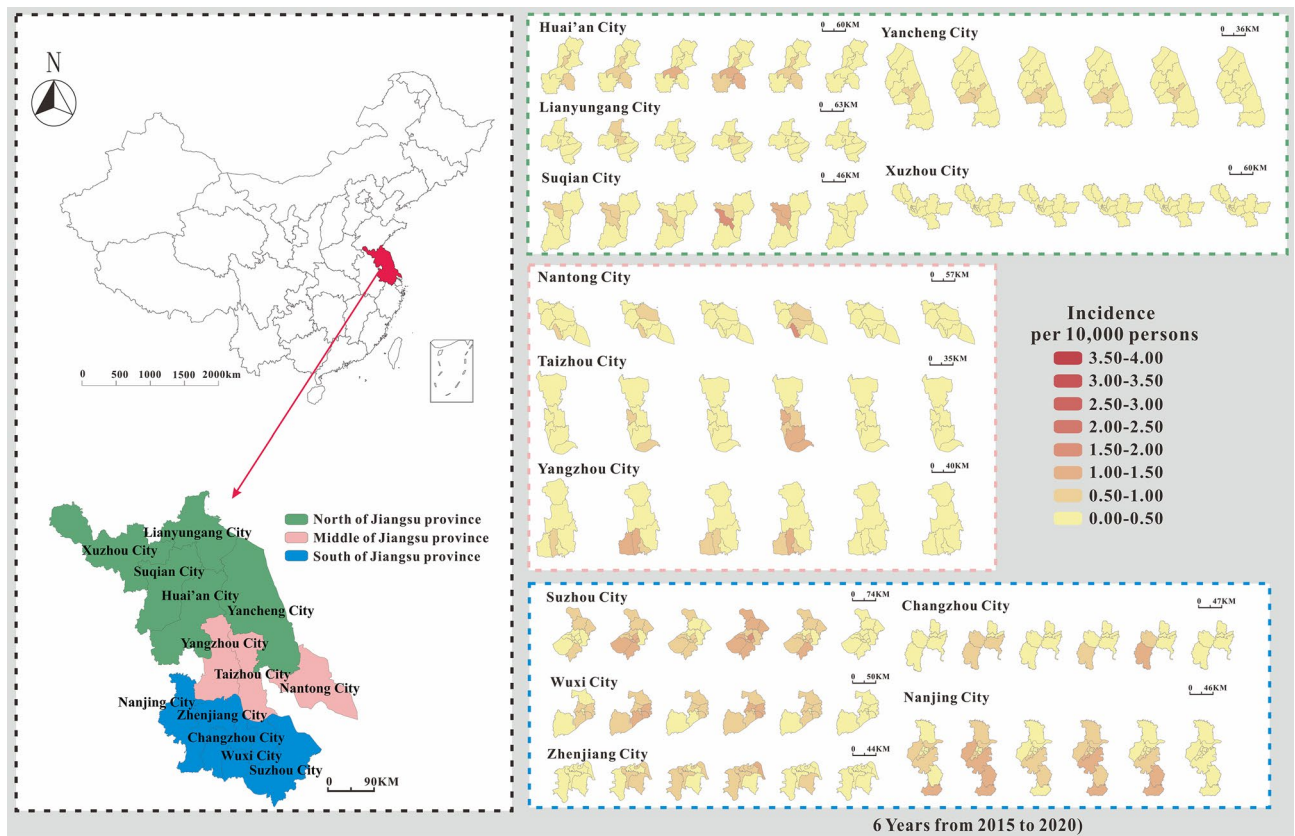 N
0 500 1000 1500 2000km
North of Jiangsu province
Middle of Jiangsu province
South of Jiangsu province
Lianyungang City
Xuzhou City
Suqian City
Huai'an City
Yancheng City
Yangzhou City
Taizhou City
Nantong City
Nanjing City
Zhenjiang City
Changzhou City
Wuxi City
Suzhou City
0 90KM
Huai'an City
0 60KM
Yancheng City
0 36KM
Lianyungang City
0 63KM
Suqian City
0 46KM
Xuzhou City
0 60KM
Nantong City
0 57KM
Taizhou City
0 35KM
Yangzhou City
0 40KM
Incidence
per 10,000 persons
3.50-4.00
3.00-3.50
2.50-3.00
2.00-2.50
1.50-2.00
1.00-1.50
0.50-1.00
0.00-0.50
Suzhou City
0 74KM
Changzhou City
0 47KM
Wuxi City
0 50KM
Nanjing City
0 46KM
Zhenjiang City
0 44KM
6 Years from 2015 to 2020)